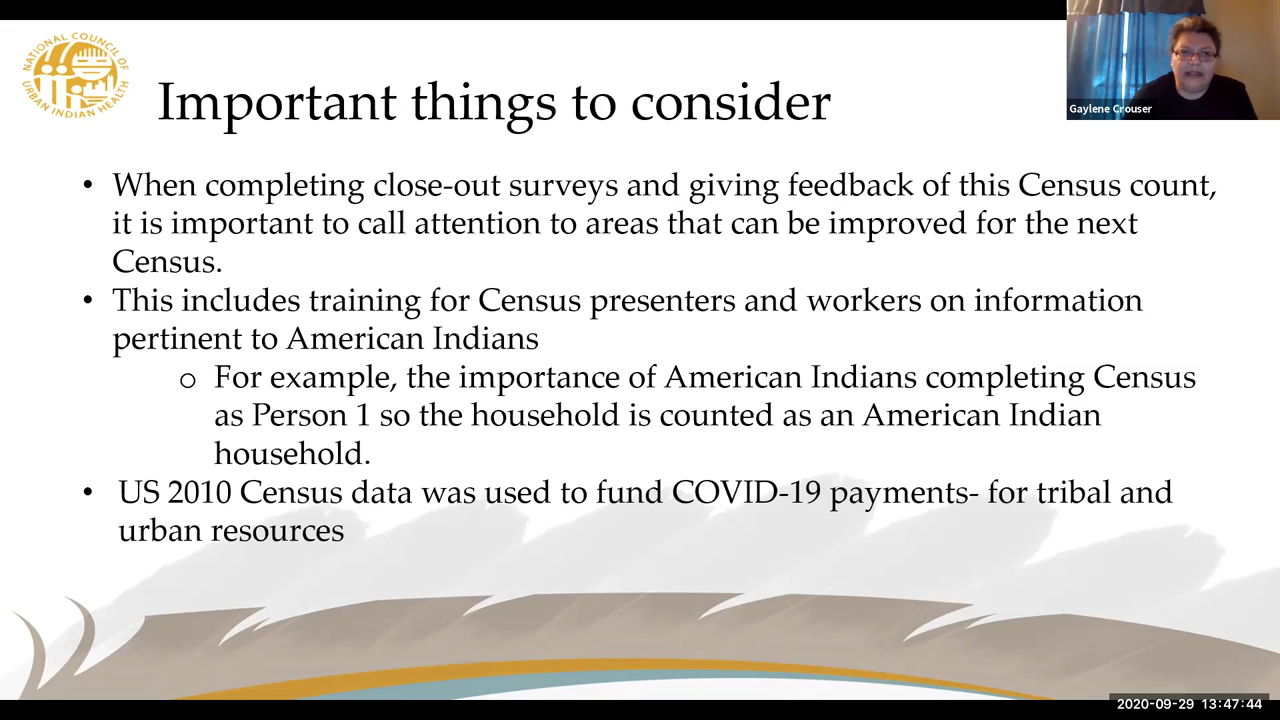 NATIONAL COUNCIL OF
URBAN INDIAN HEALTH
Important things to consider
Gaylene Crouser
• When completing close-out surveys and giving feedback of this Census count,
it is important to call attention to areas that can be improved for the next
Census.
• This includes training for Census presenters and workers on information
pertinent to American Indians
o For example, the importance of American Indians completing Census
as Person 1 so the household is counted as an American Indian
household.
• US 2010 Census data was used to fund COVID-19 payments- for tribal and
urban resources
2020-09-29 13:47:44